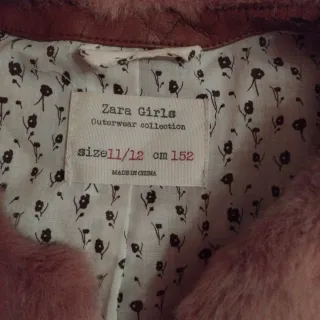 Zara Girls
Outerwear collection
size11/12 cm 152
MADE IN CHINA